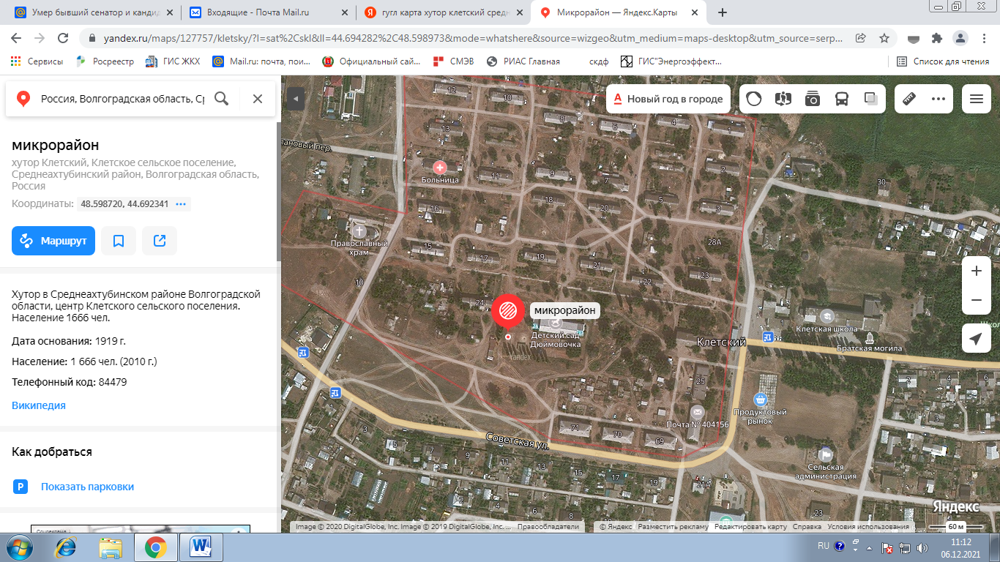 Умер бывший сенатор и кандид
Входящие - Почта Mail.ru
гугл карта хутор клетский средн
Микрорайон — Яндекс.Карты
yandex.ru/maps/127757/kletsky/?l=sat%2Cskl&ll=44.694282%2C48.598973&mode=whatshere&source=wizgeo&utm_medium=maps-desktop&utm_source=serp...
Сервисы
Росреестр
ГИС ЖКХ
Mail.ru: почта, пои...
Официальный сай...
СМЭВ
РИАС Главная
скдф
ГИС"Энергоэффект...
Список для чтения
Россия, Волгоградская область, Ср
Новый год в городе
микрорайон
хутор Клетский, Клетское сельское поселение,
Среднеахтубинский район, Волгоградская область,
Россия
Координаты: 48.598720, 44.692341
Маршрут
Хутор в Среднеахтубинском районе Волгоградской
области, центр Клетского сельского поселения.
Население 1666 чел.
Дата основания: 1919 г.
Население: 1 666 чел. (2010 г.)
Телефонный код: 84479
Википедия
Как добраться
P Показать парковки
12
10
8
6
4
1
13
лановый пер.
Больница
11
9
7
2
30
18
20
5
3
16
5
9
Православный
храм
28А
15
17
19
21
23
22
10
24
микрорайон
Детский сад
Дюймовочка
Yandex
1
Клетская школа
Клетский
Братская могила
25
2
4
6
Продуктовый
рынок
Почта № 404156
3
1
3
71
70
69
Советская ул.
5
7
9
11
13
15
17
19
21А
Сельская
администрация
2
4
6
8
23
Яндекс
Image © 2020 DigitalGlobe, Inc. Image © 2019 DigitalGlobe, Inc. ...
Правообладатели
© Яндекс
Разместить рекламу
Редактировать карту
Справка
Условия использования
60 м
RU
11:12
06.12.2021